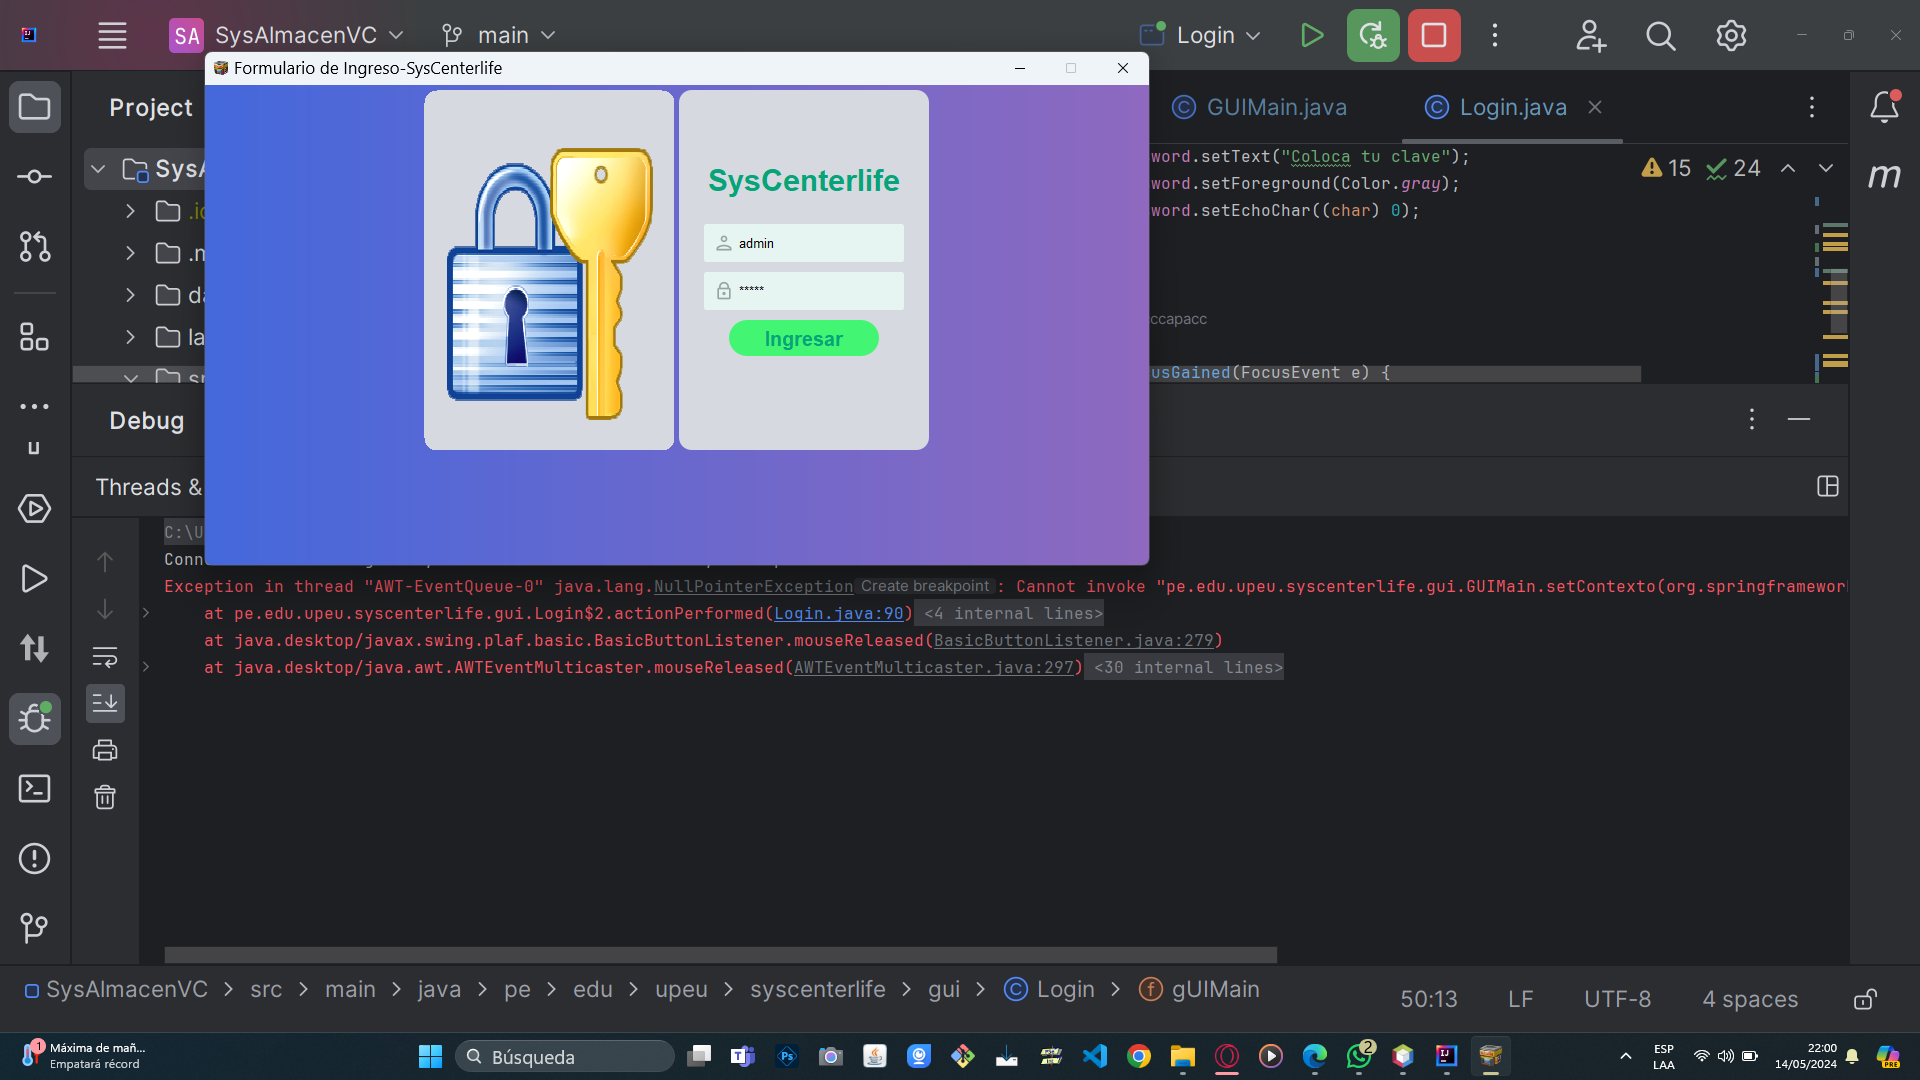 SA SysAlmacenVC main Login
Formulario de Ingreso-SysCenterlife
Project
GUIMain.java Login.java
SysA
word.setText("Coloca tu clave");
15 24
word.setForeground(Color.gray);
SysCenterlife
.ic
word.setEchoChar((char) 0);
m
admin
.n
*****
da
ccapacc
Ingresar
la
usGained(FocusEvent e) {
Debug
Threads &
C:\U
Conn
Exception in thread "AWT-EventQueue-0" java.lang.NullPointerException Create breakpoint : Cannot invoke "pe.edu.upeu.syscenterlife.gui.GUIMain.setContexto(org.springframewor
at pe.edu.upeu.syscenterlife.gui.Login$2.actionPerformed(Login.java:90) <4 internal lines>
at java.desktop/javax.swing.plaf.basic.BasicButtonListener.mouseReleased(BasicButtonListener.java:279)
at java.desktop/java.awt.AWTEventMulticaster.mouseReleased(AWTEventMulticaster.java:297) <30 internal lines>
SysAlmacenVC > src > main > java > pe > edu > upeu > syscenterlife > gui > Login > gUIMain
50:13 LF UTF-8 4 spaces
1 Máxima de mañ...
Empatará récord
Búsqueda
2
ESP
LAA
22:00
14/05/2024
PRE